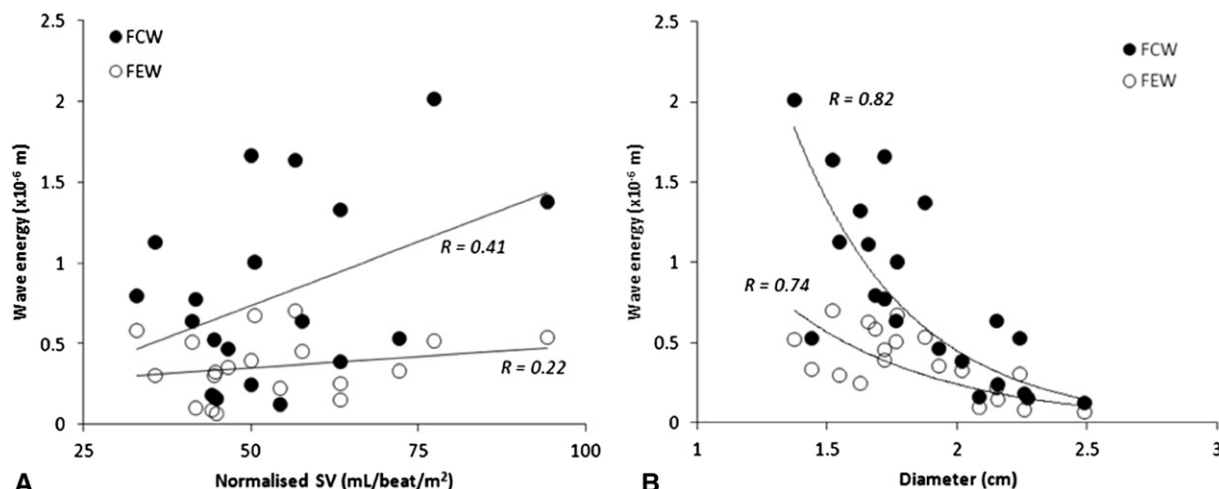 2.5
FCW
FEW
2
1.5
1
0.5
0
Wave energy (x10⁻⁶ m)
R = 0.41
R = 0.22
25
50
75
100
A
Normalised SV (mL/beat/m²)
2.5
FCW
FEW
2
1.5
1
0.5
0
Wave energy (x10⁻⁶ m)
R = 0.82
R = 0.74
1
1.5
2
2.5
3
B
Diameter (cm)